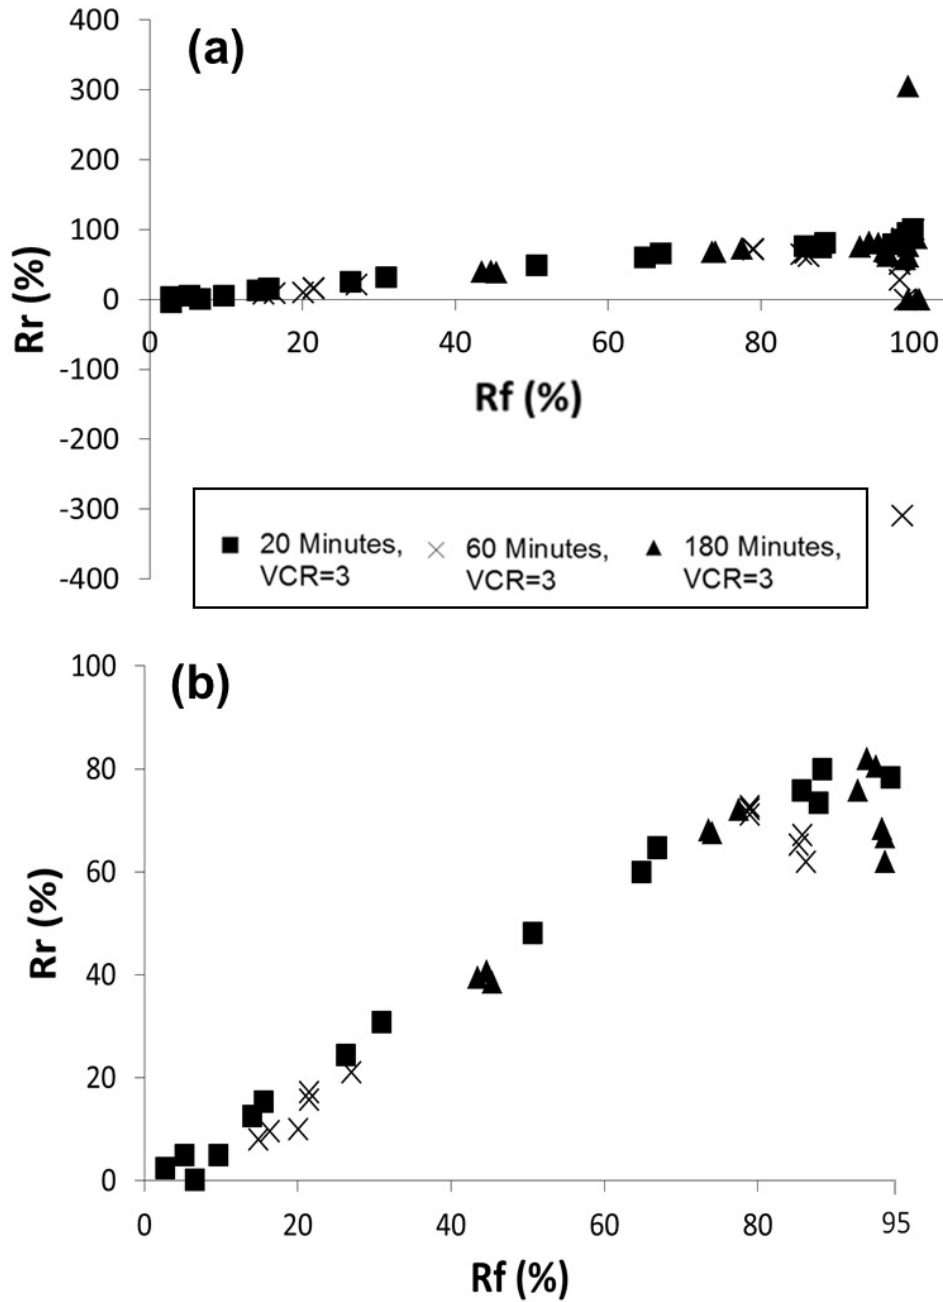 400
(a)
300
200
100
0
0 20 40 60 80 100
-100
Rr (%)
Rf (%)
-200
-300
-400
20 Minutes,
VCR=3
60 Minutes,
VCR=3
180 Minutes,
VCR=3
100
(b)
80
60
Rr (%)
40
20
0
0 20 40 60 80 95
Rf (%)